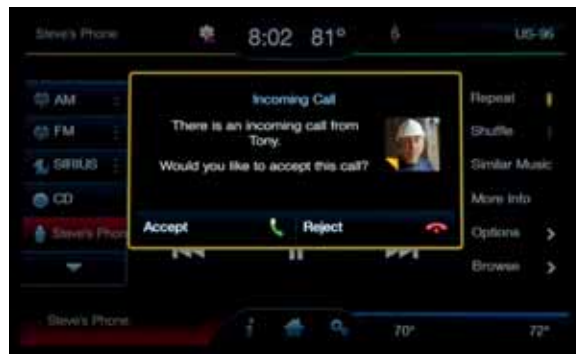 Steve's Phone
8:02 81°
US-96
AM
FM
SIRIUS
CD
Steve's Phon
Incoming Call
There is an incoming call from
Tony.
Would you like to accept this call?
Accept
Reject
Repeat
Shuffle
Similar Music
More Info
Options
Browse
Steve's Phone
70°
72°